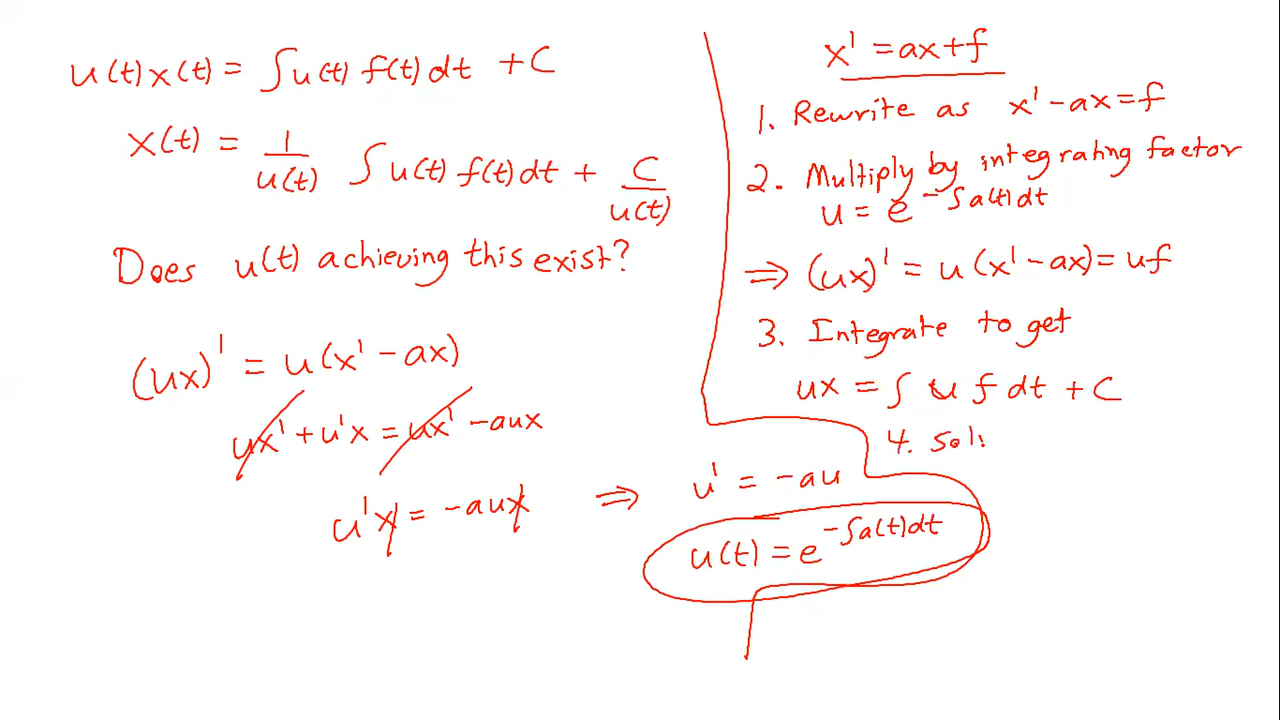 u(t)x(t) = ∫u(t) f(t)dt + C
x(t) = 1/u(t) ∫u(t) f(t)dt + C/u(t)
Does u(t) achieving this exist?
(ux)' = u(x' - ax)
ux' + u'x = ux' - aux
u'x = -aux ⇒ u' = -au
u(t) = e^{-∫a(t)dt}
x' = ax+f
1. Rewrite as x' - ax = f
2. Multiply by integrating factor
u = e^{-∫a(t)dt}
⇒ (ux)' = u(x' - ax) = uf
3. Integrate to get
ux = ∫ u f dt + C
4. Sol